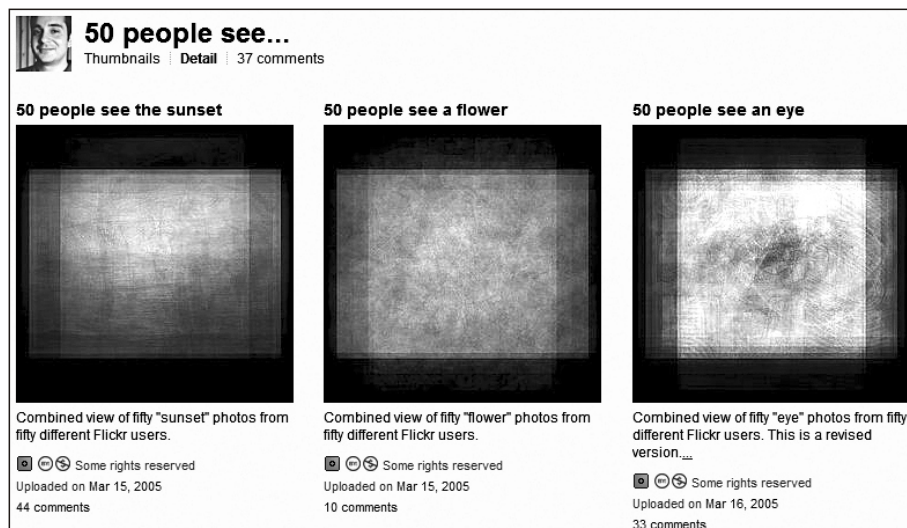 50 people see...
Thumbnails Detail 37 comments
50 people see the sunset
Combined view of fifty "sunset" photos from
fifty different Flickr users.
Some rights reserved
Uploaded on Mar 15, 2005
44 comments
50 people see a flower
Combined view of fifty "flower" photos from
fifty different Flickr users.
Some rights reserved
Uploaded on Mar 15, 2005
10 comments
50 people see an eye
Combined view of fifty "eye" photos from fifty
different Flickr users. This is a revised
version....
Some rights reserved
Uploaded on Mar 16, 2005
33 comments